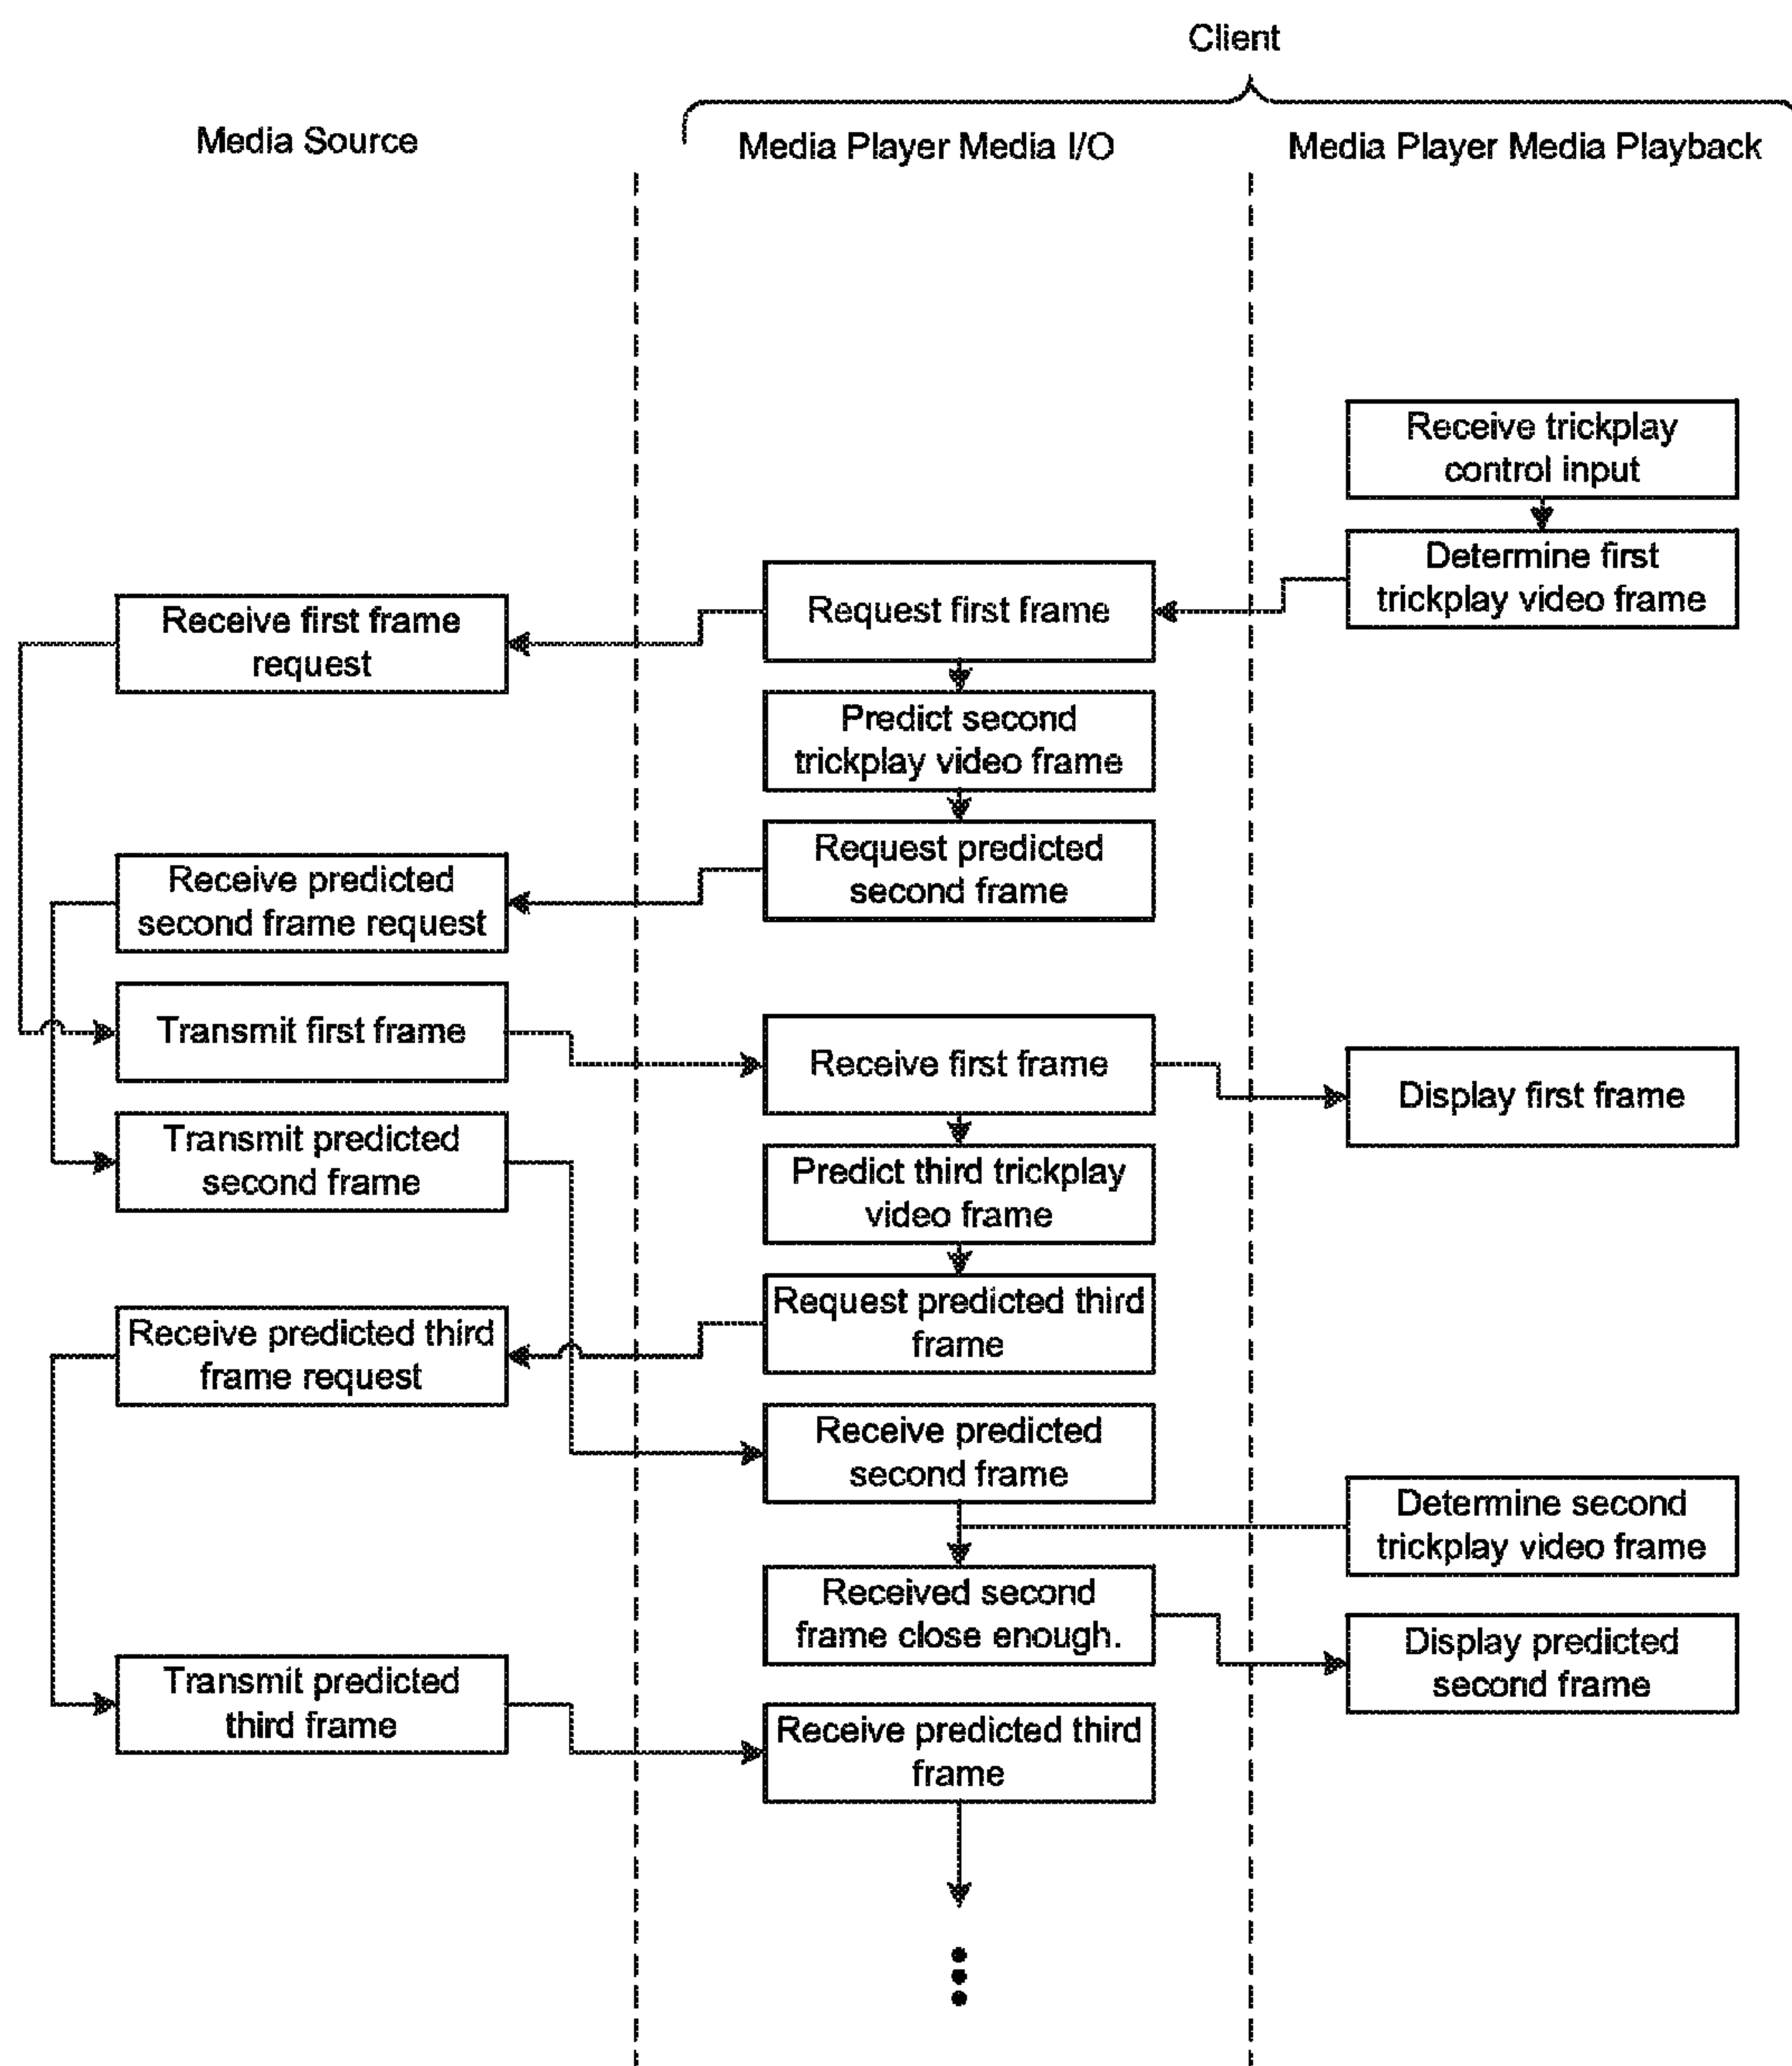 Client
Media Source
Media Player Media I/O
Media Player Media Playback
Receive trickplay
control input
Determine first
trickplay video frame
Request first frame
Receive first frame
request
Predict second
trickplay video frame
Request predicted
second frame
Receive predicted
second frame request
Transmit first frame
Receive first frame
Display first frame
Transmit predicted
second frame
Predict third trickplay
video frame
Request predicted third
frame
Receive predicted third
frame request
Receive predicted
second frame
Determine second
trickplay video frame
Received second
frame close enough.
Display predicted
second frame
Transmit predicted
third frame
Receive predicted third
frame